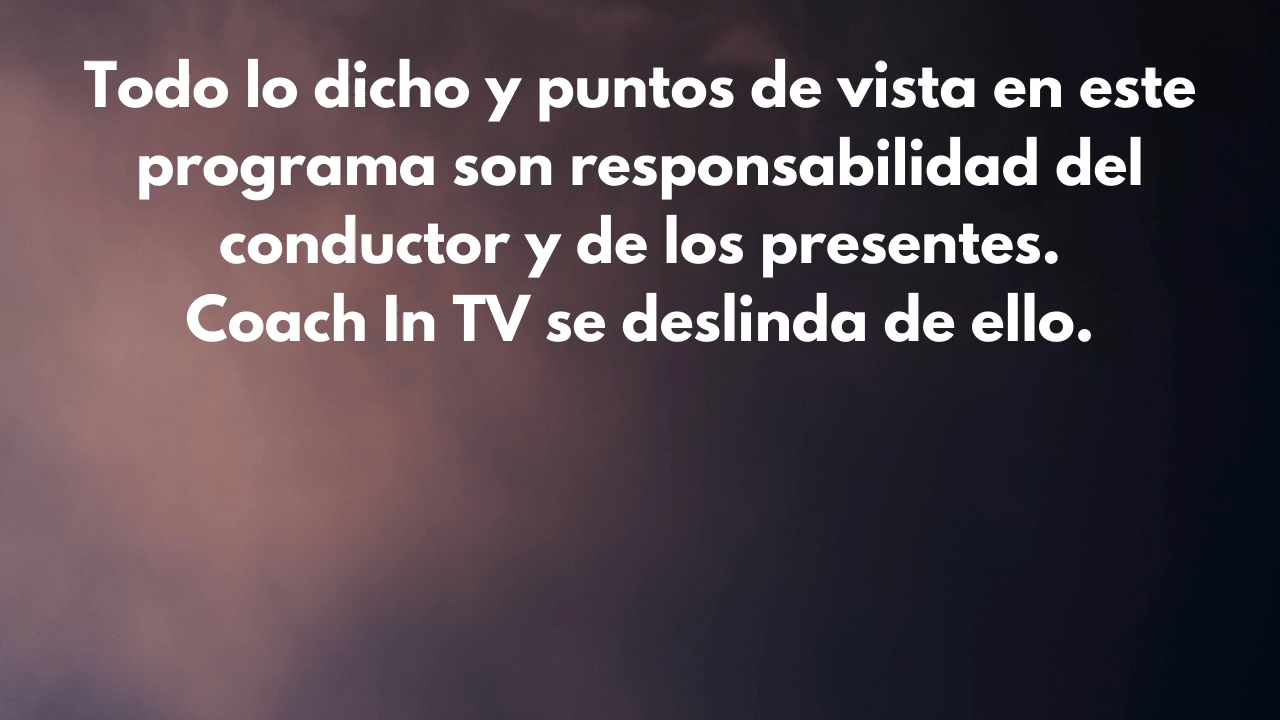 Todo lo dicho y puntos de vista en este
programa son responsabilidad del
conductor y de los presentes.
Coach In TV se deslinda de ello.